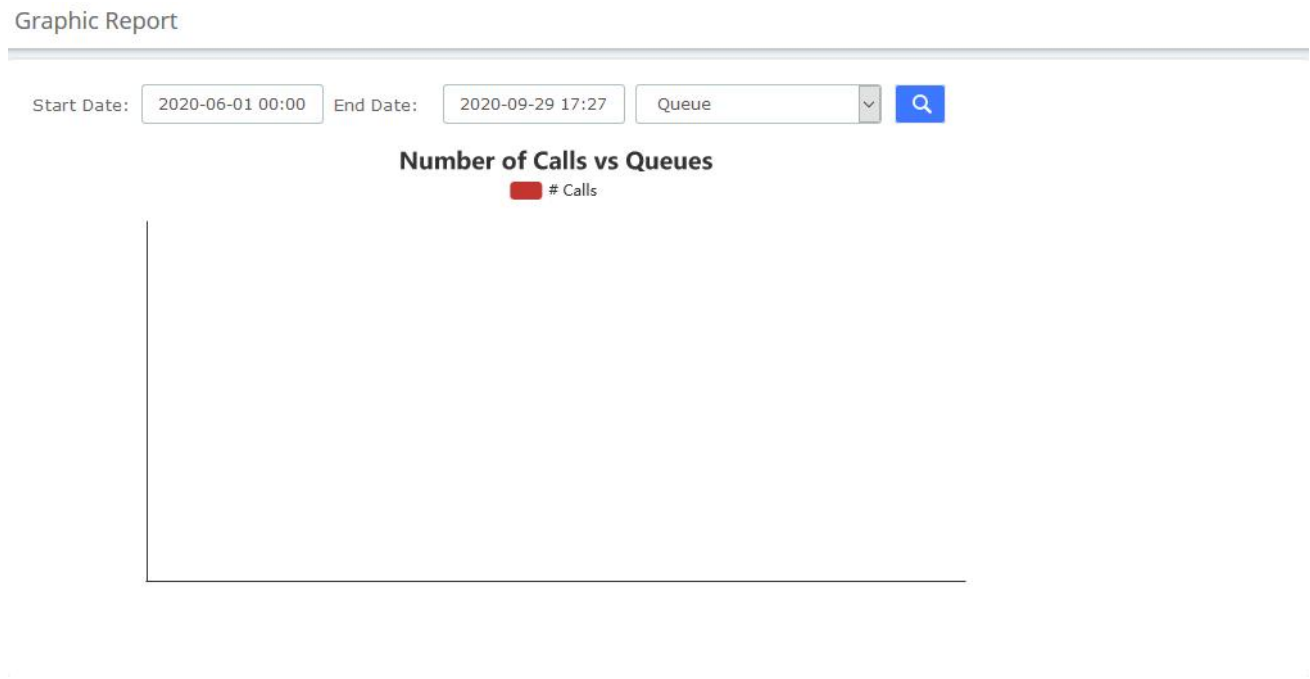 Graphic Report
Start Date: 2020-06-01 00:00 End Date: 2020-09-29 17:27 Queue
Number of Calls vs Queues
# Calls